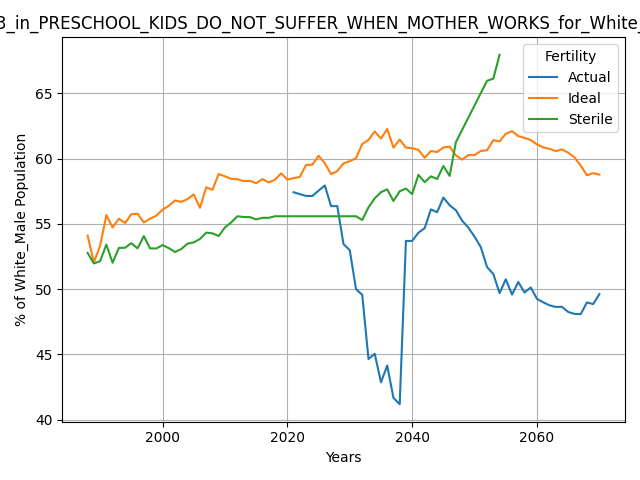 3_in_PRESCHOOL_KIDS_DO_NOT_SUFFER_WHEN_MOTHER_WORKS_for_White_
Fertility
Actual
Ideal
Sterile
% of White_Male Population
65
60
55
50
45
40
2000
2020
2040
2060
Years